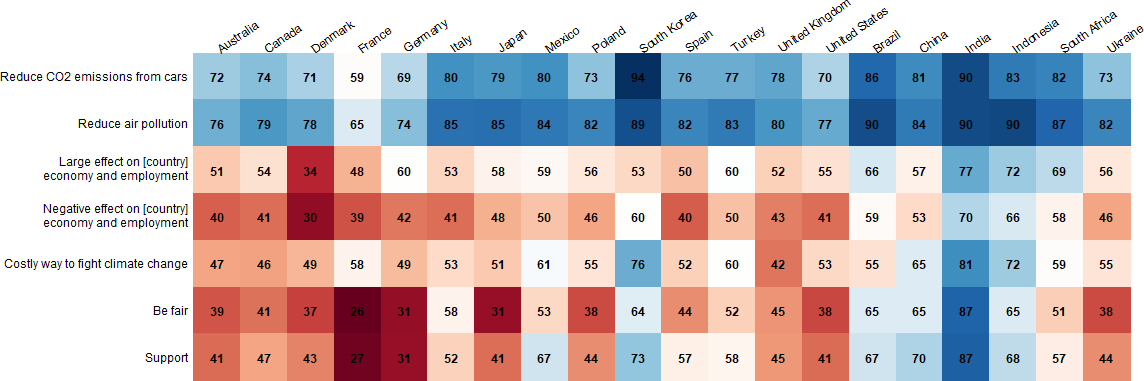 Australia Canada Denmark France Germany Italy Japan Mexico Poland South Korea Spain Turkey United Kingdom United States Brazil China India Indonesia South Africa Ukraine
Reduce CO2 emissions from cars 72 74 71 59 69 80 79 80 73 94 76 77 78 70 86 81 90 83 82 73
Reduce air pollution 76 79 78 65 74 85 85 84 82 89 82 83 80 77 90 84 90 90 87 82
Large effect on [country]
economy and employment 51 54 34 48 60 53 58 59 56 53 50 60 52 55 66 57 77 72 69 56
Negative effect on [country]
economy and employment 40 41 30 39 42 41 48 50 46 60 40 50 43 41 59 53 70 66 58 46
Costly way to fight climate change 47 46 49 58 49 53 51 61 55 76 52 60 42 53 55 65 81 72 59 55
Be fair 39 41 37 26 31 58 31 53 38 64 44 52 45 38 65 65 87 65 51 38
Support 41 47 43 27 31 52 41 67 44 73 57 58 45 41 67 70 87 68 57 44